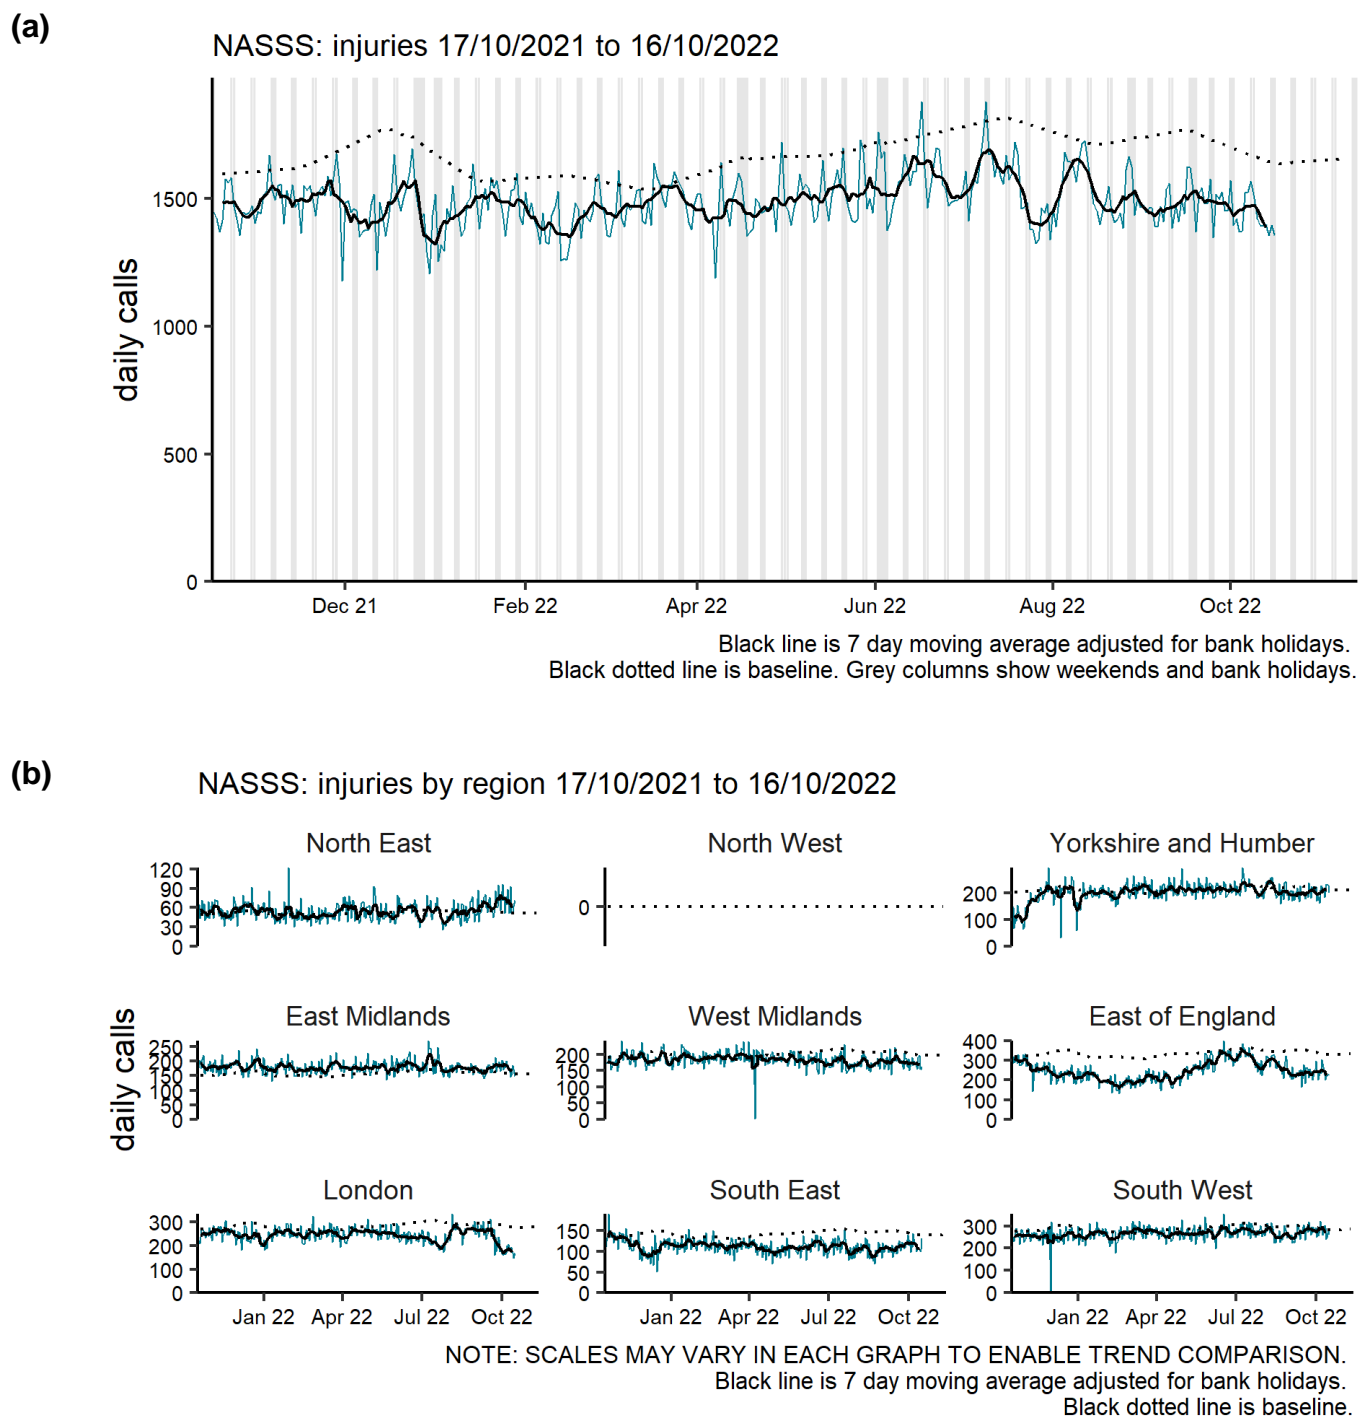 (a)
NASSS: injuries 17/10/2021 to 16/10/2022
daily calls
1500
1000
500
0
Dec 21 Feb 22 Apr 22 Jun 22 Aug 22 Oct 22
Black line is 7 day moving average adjusted for bank holidays.
Black dotted line is baseline. Grey columns show weekends and bank holidays.
(b)
NASSS: injuries by region 17/10/2021 to 16/10/2022
daily calls
North East
120
90
60
30
0
North West
0
Yorkshire and Humber
200
100
0
East Midlands
250
200
150
100
50
0
West Midlands
200
150
100
50
0
East of England
400
300
200
100
0
London
300
200
100
0
South East
150
100
50
0
South West
300
200
100
0
Jan 22 Apr 22 Jul 22 Oct 22 Jan 22 Apr 22 Jul 22 Oct 22 Jan 22 Apr 22 Jul 22 Oct 22
NOTE: SCALES MAY VARY IN EACH GRAPH TO ENABLE TREND COMPARISON.
Black line is 7 day moving average adjusted for bank holidays.
Black dotted line is baseline.